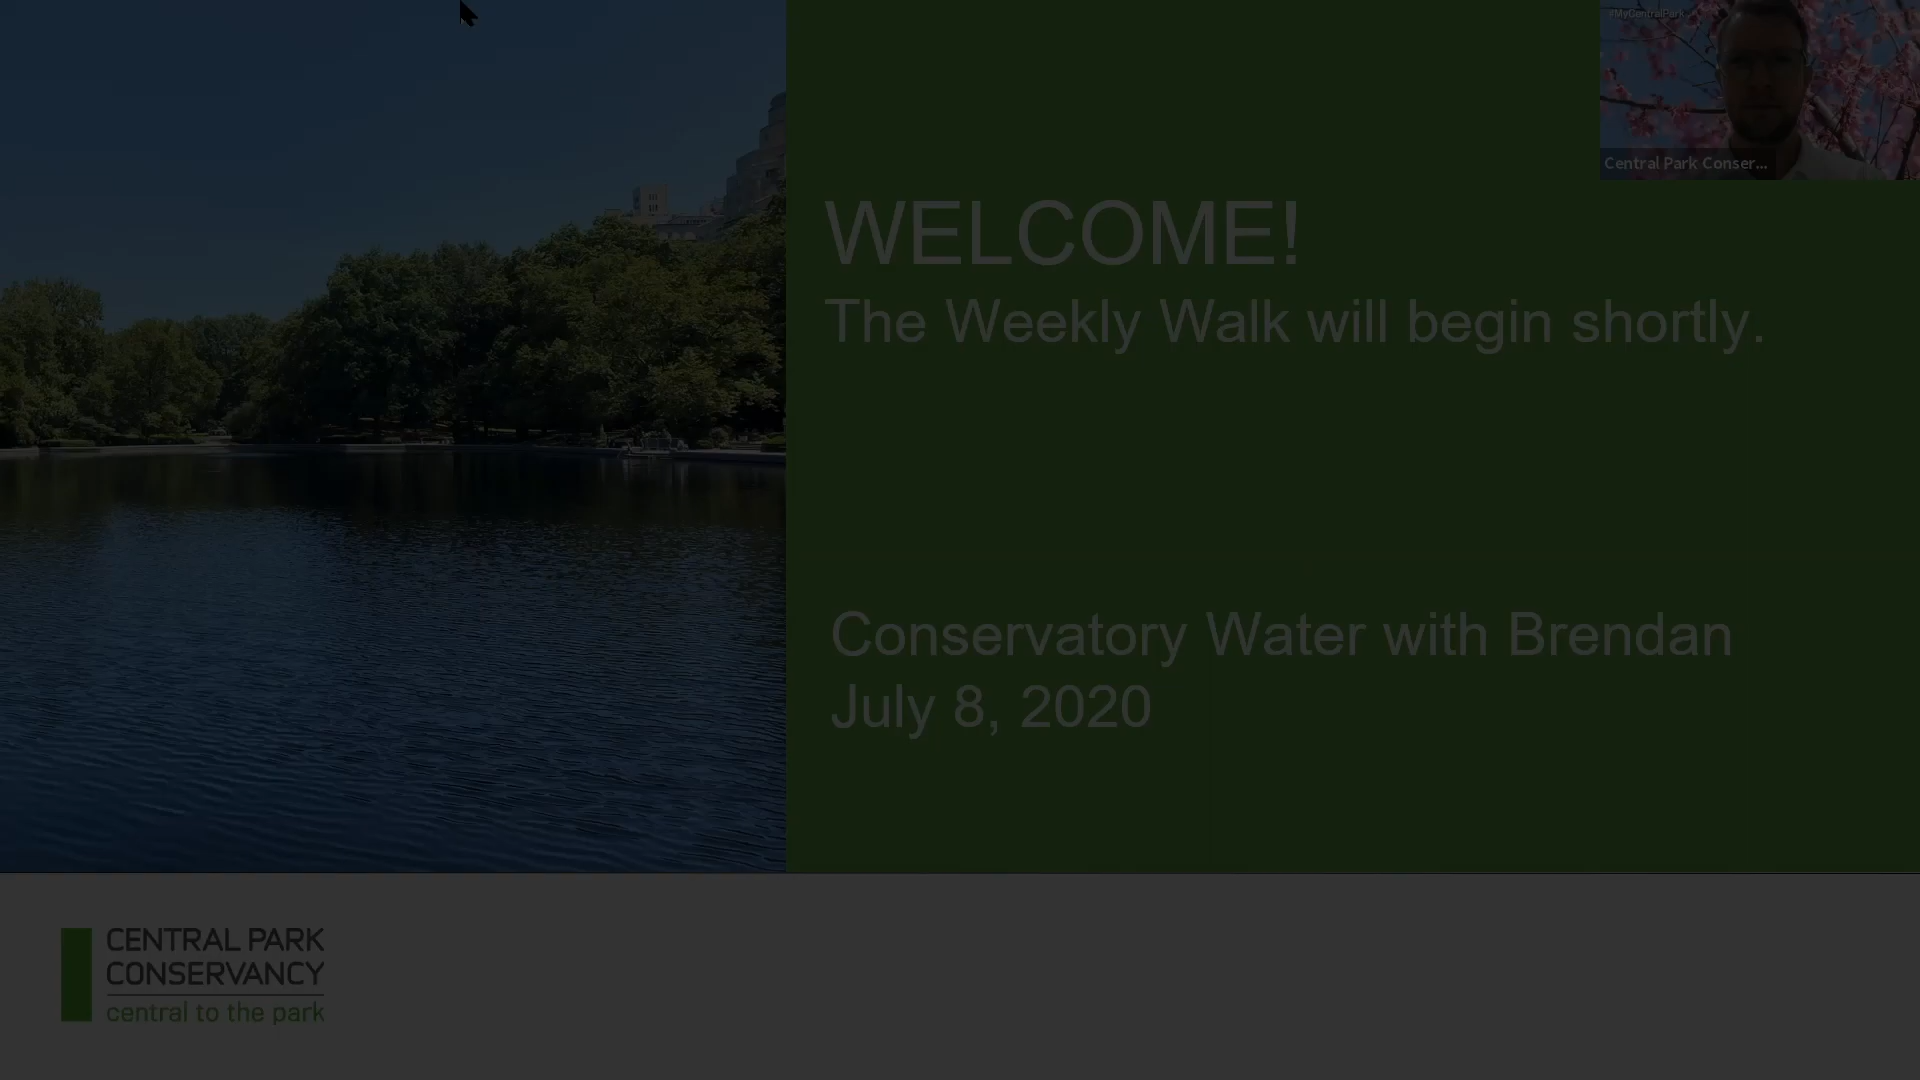 #MyCentralPark
Central Park Conser...
WELCOME!
The Weekly Walk will begin shortly.
Conservatory Water with Brendan
July 8, 2020
CENTRAL PARK
CONSERVANCY
central to the park